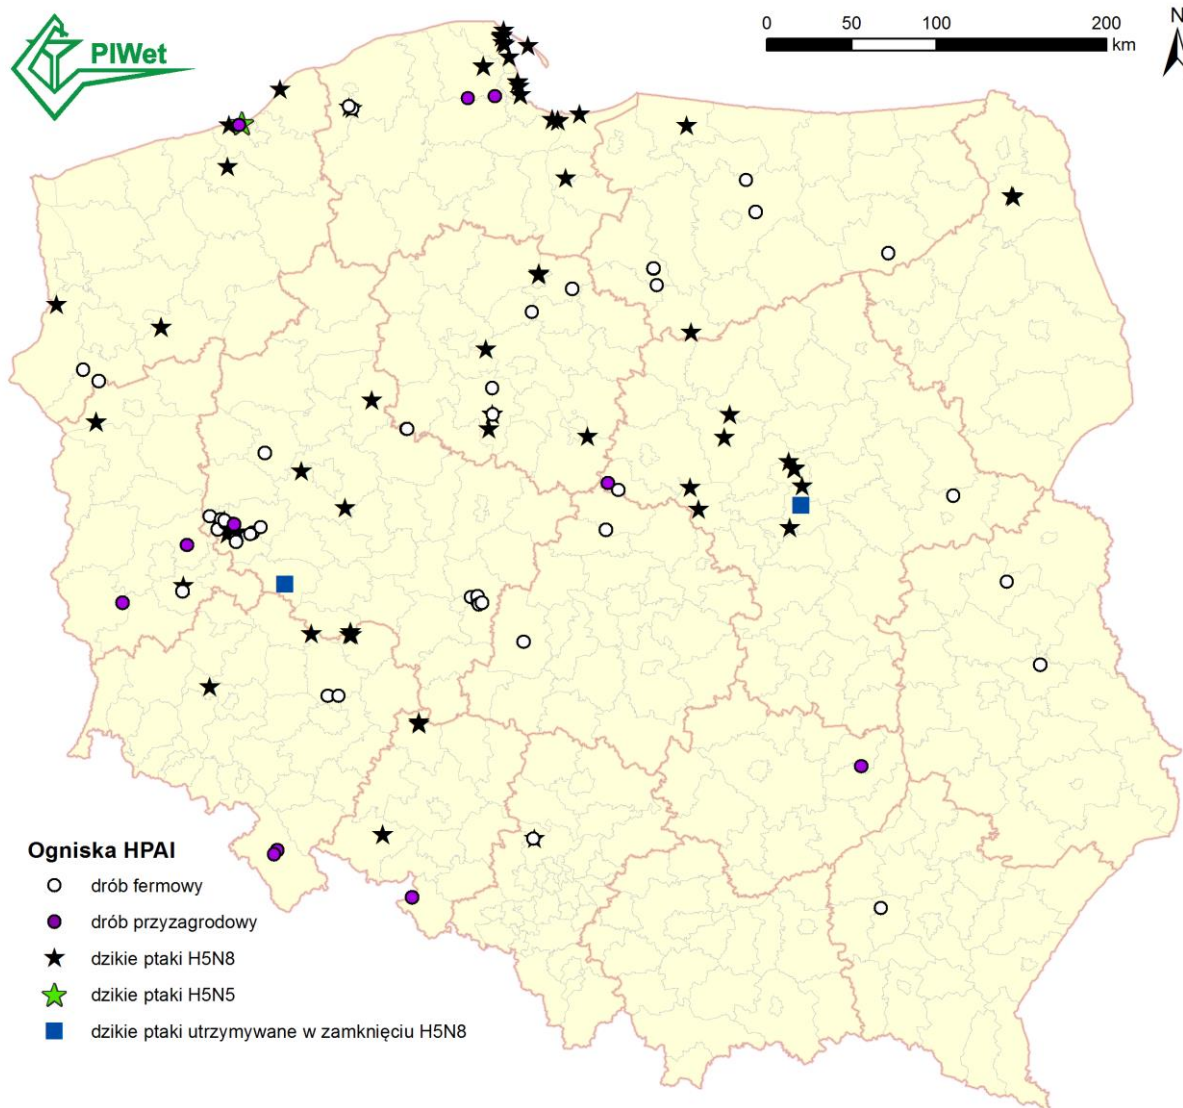 PIWet
0 50 100 200
km
N
Ogniska HPAI
drób fermowy
drób przyzagrodowy
dzikie ptaki H5N8
dzikie ptaki H5N5
dzikie ptaki utrzymywane w zamknięciu H5N8